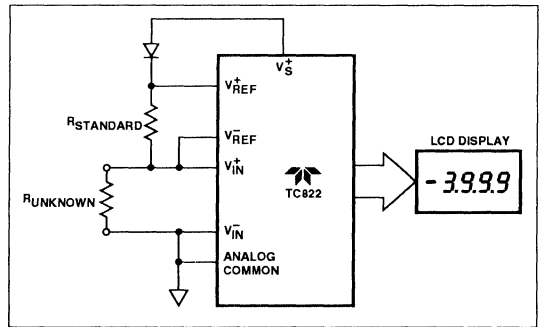 V+S
V+REF
RSTANDARD
V-REF
V+IN
LCD DISPLAY
TC822
- 3.9.9.9
RUNKNOWN
V-IN
ANALOG
COMMON